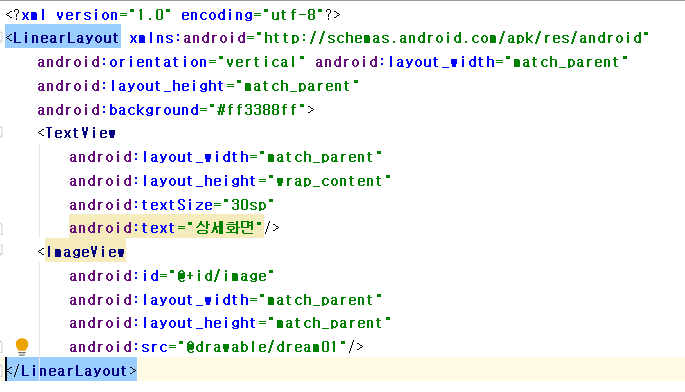 <?xml version="1.0" encoding="utf-8"?>
<LinearLayout xmlns:android="http://schemas.android.com/apk/res/android"
android:orientation="vertical" android:layout_width="match_parent"
android:layout_height="match_parent"
android:background="#ff3388ff">
<TextView
android:layout_width="match_parent"
android:layout_height="wrap_content"
android:textSize="30sp"
android:text="상세화면"/>
<ImageView
android:id="@+id/image"
android:layout_width="match_parent"
android:layout_height="match_parent"
android:src="@drawable/dream01"/>
</LinearLayout>